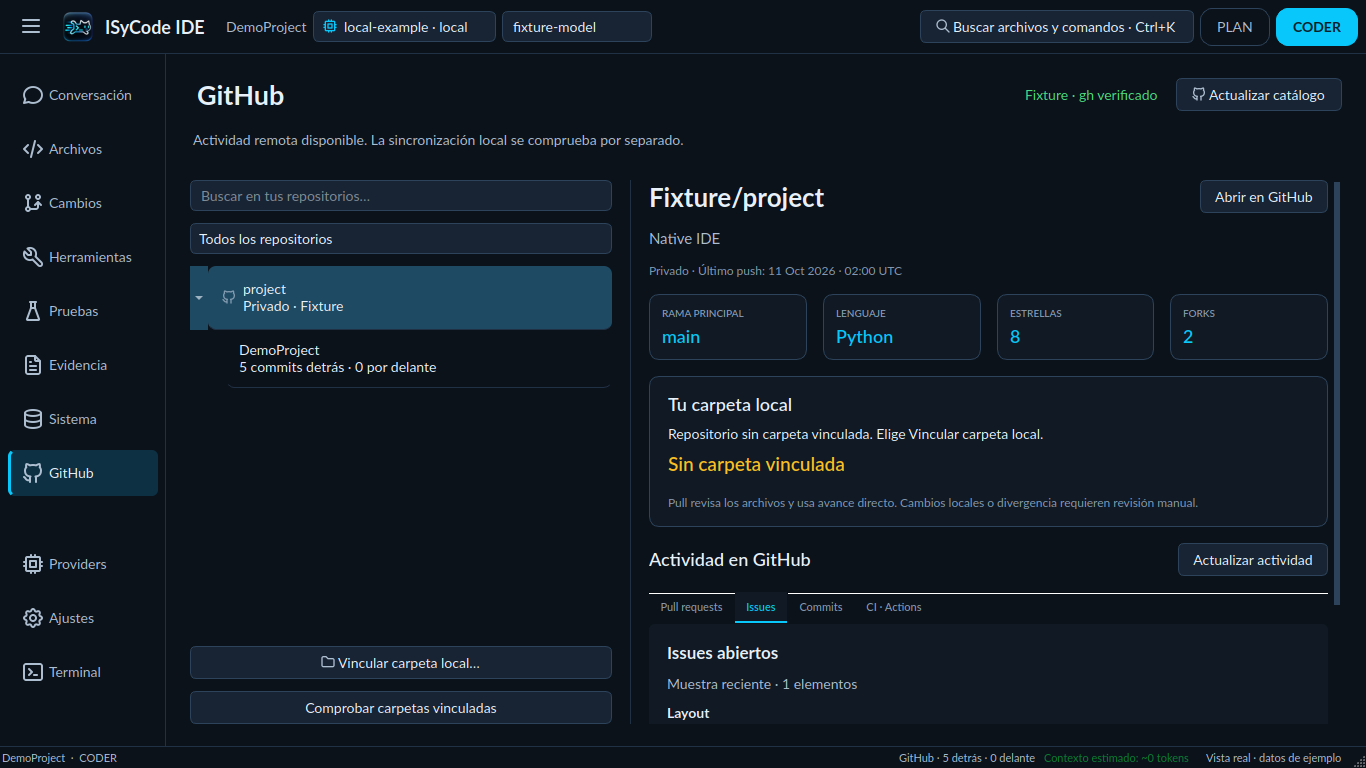 ISyCode IDE
DemoProject
local-example · local
fixture-model
Buscar archivos y comandos · Ctrl+K
PLAN
CODER
Conversación
Archivos
Cambios
Herramientas
Pruebas
Evidencia
Sistema
GitHub
Providers
Ajustes
Terminal
GitHub
Fixture · gh verificado
Actualizar catálogo
Actividad remota disponible. La sincronización local se comprueba por separado.
Buscar en tus repositorios...
Todos los repositorios
project
Privado · Fixture
DemoProject
5 commits detrás · 0 por delante
Vincular carpeta local...
Comprobar carpetas vinculadas
Fixture/project
Abrir en GitHub
Native IDE
Privado · Último push: 11 Oct 2026 · 02:00 UTC
RAMA PRINCIPAL
main
LENGUAJE
Python
ESTRELLAS
8
FORKS
2
Tu carpeta local
Repositorio sin carpeta vinculada. Elige Vincular carpeta local.
Sin carpeta vinculada
Pull revisa los archivos y usa avance directo. Cambios locales o divergencia requieren revisión manual.
Actividad en GitHub
Actualizar actividad
Pull requests
Issues
Commits
CI · Actions
Issues abiertos
Muestra reciente · 1 elementos
Layout
DemoProject · CODER
GitHub · 5 detrás · 0 delante
Contexto estimado: ~0 tokens
Vista real · datos de ejemplo